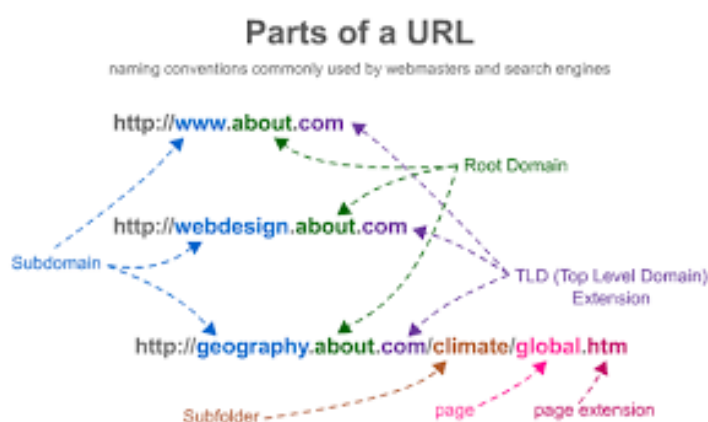 Parts of a URL
naming conventions commonly used by webmasters and search engines
http://www.about.com
Root Domain
http://webdesign.about.com
Subdomain
TLD (Top Level Domain)
Extension
http://geography.about.com/climate/global.htm
Subfolder
page
page extension